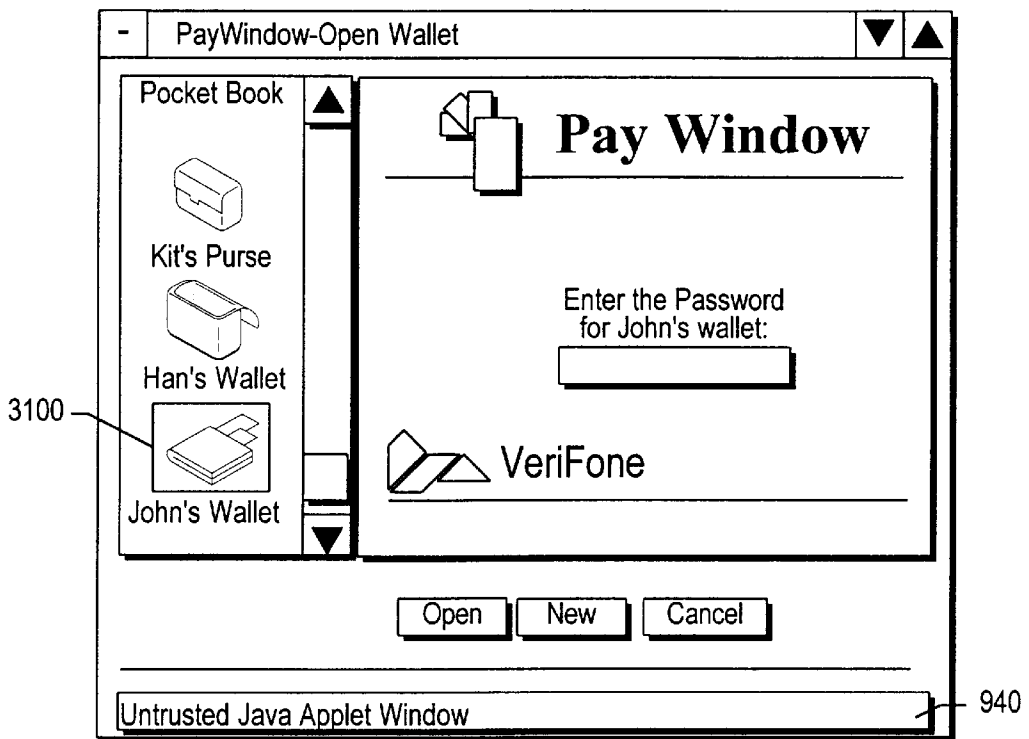 - PayWindow-Open Wallet
Pocket Book
Kit's Purse
Han's Wallet
3100
John's Wallet
Pay Window
Enter the Password
for John's wallet:
VeriFone
Open New Cancel
Untrusted Java Applet Window
940